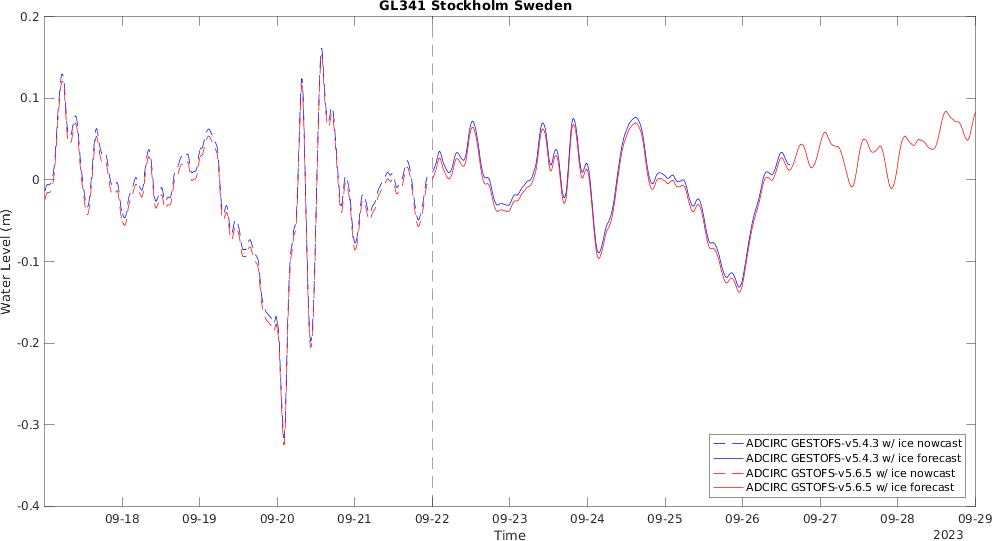 GL341 Stockholm Sweden
0.2
0.1
0
-0.1
-0.2
-0.3
-0.4
Water Level (m)
ADCIRC GESTOFS-v5.4.3 w/ ice nowcast
ADCIRC GESTOFS-v5.4.3 w/ ice forecast
ADCIRC GSTOFS-v5.6.5 w/ ice nowcast
ADCIRC GSTOFS-v5.6.5 w/ ice forecast
09-18 09-19 09-20 09-21 09-22 09-23 09-24 09-25 09-26 09-27 09-28 09-29
Time
2023